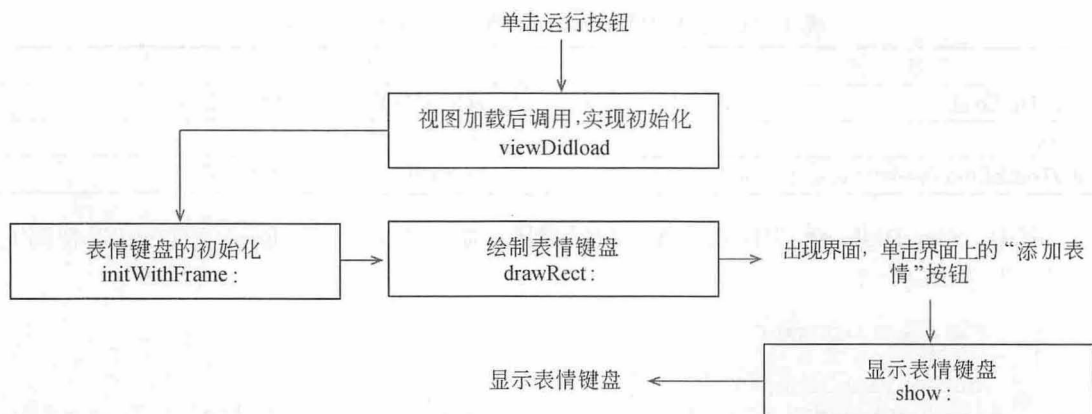 单击运行按钮
视图加载后调用,实现初始化
viewDidload
表情键盘的初始化
initWithFrame:
绘制表情键盘
drawRect:
出现界面,单击界面上的“添加表
情”按钮
显示表情键盘
show:
显示表情键盘